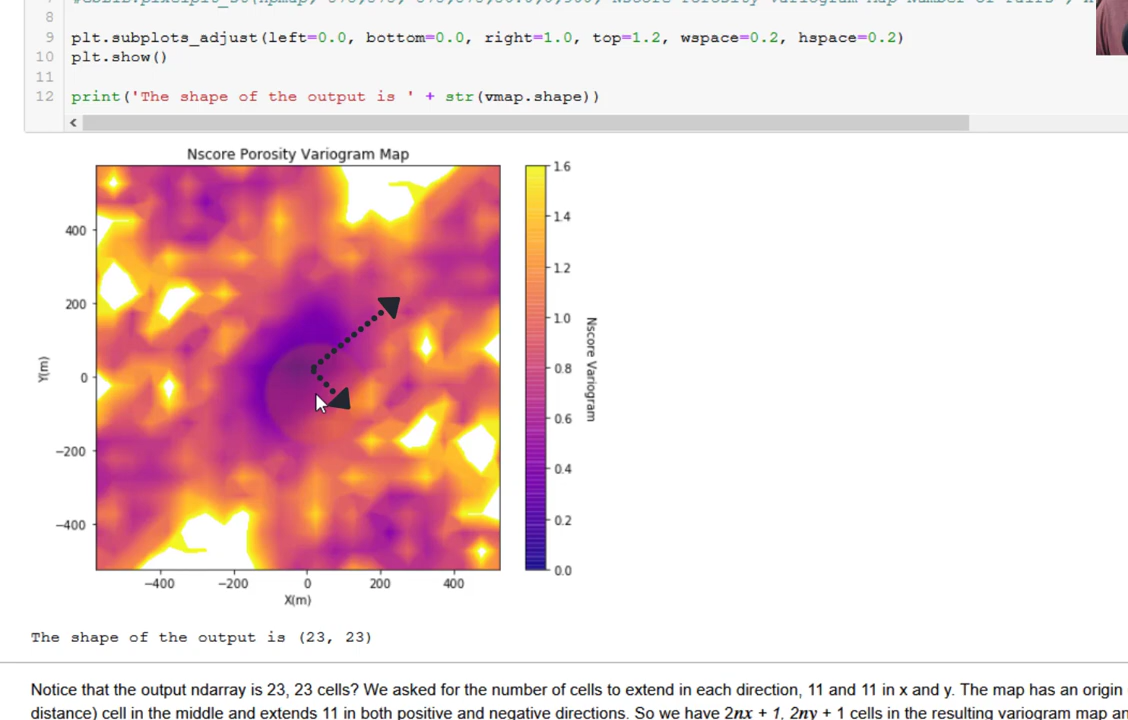 8
9 plt.subplots_adjust(left=0.0, bottom=0.0, right=1.0, top=1.2, wspace=0.2, hspace=0.2)
10 plt.show()
11
12 print('The shape of the output is ' + str(vmap.shape))
Nscore Porosity Variogram Map
1.6
1.4
1.2
1.0
0.8
0.6
0.4
0.2
0.0
Nscore Variogram
400
200
0
−200
−400
Y(m)
−400 −200 0 200 400
X(m)
The shape of the output is (23, 23)
Notice that the output ndarray is 23, 23 cells? We asked for the number of cells to extend in each direction, 11 and 11 in x and y. The map has an origin
distance) cell in the middle and extends 11 in both positive and negative directions. So we have 2nx + 1, 2ny + 1 cells in the resulting variogram map